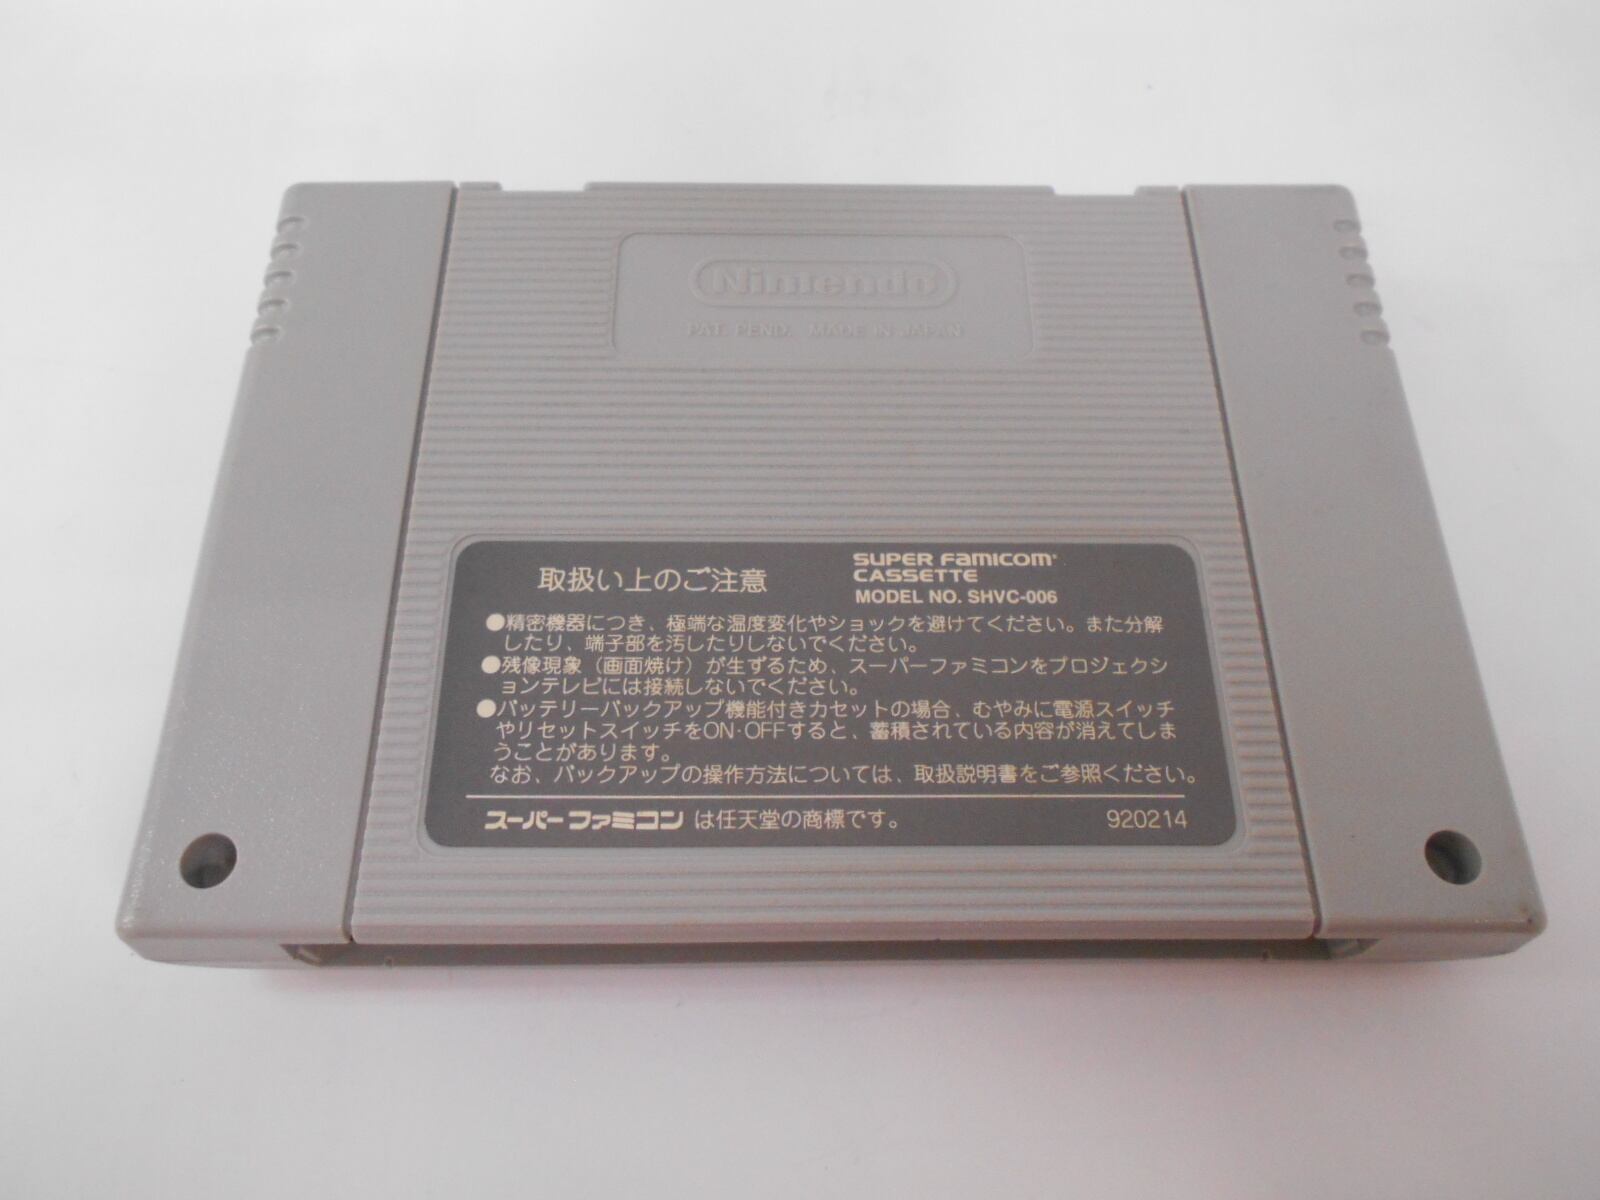 Nintendo
PAT. PEND. MADE IN JAPAN
取扱い上のご注意
SUPER FAMICOM
CASSETTE
MODEL NO. SHVC-006
●精密機器につき、極端な温度変化やショックを避けてください。また分解
したり、端子部を汚したりしないでください。
●残像現象（画面焼け）が生ずるため、スーパーファミコンをプロジェクシ
ョンテレビには接続しないでください。
●バッテリーバックアップ機能付きカセットの場合、むやみに電源スイッチ
やリセットスイッチをON・OFFすると、蓄積されている内容が消えてしま
うことがあります。
なお、バックアップの操作方法については、取扱説明書をご参照ください。
スーパーファミコン は任天堂の商標です。
920214